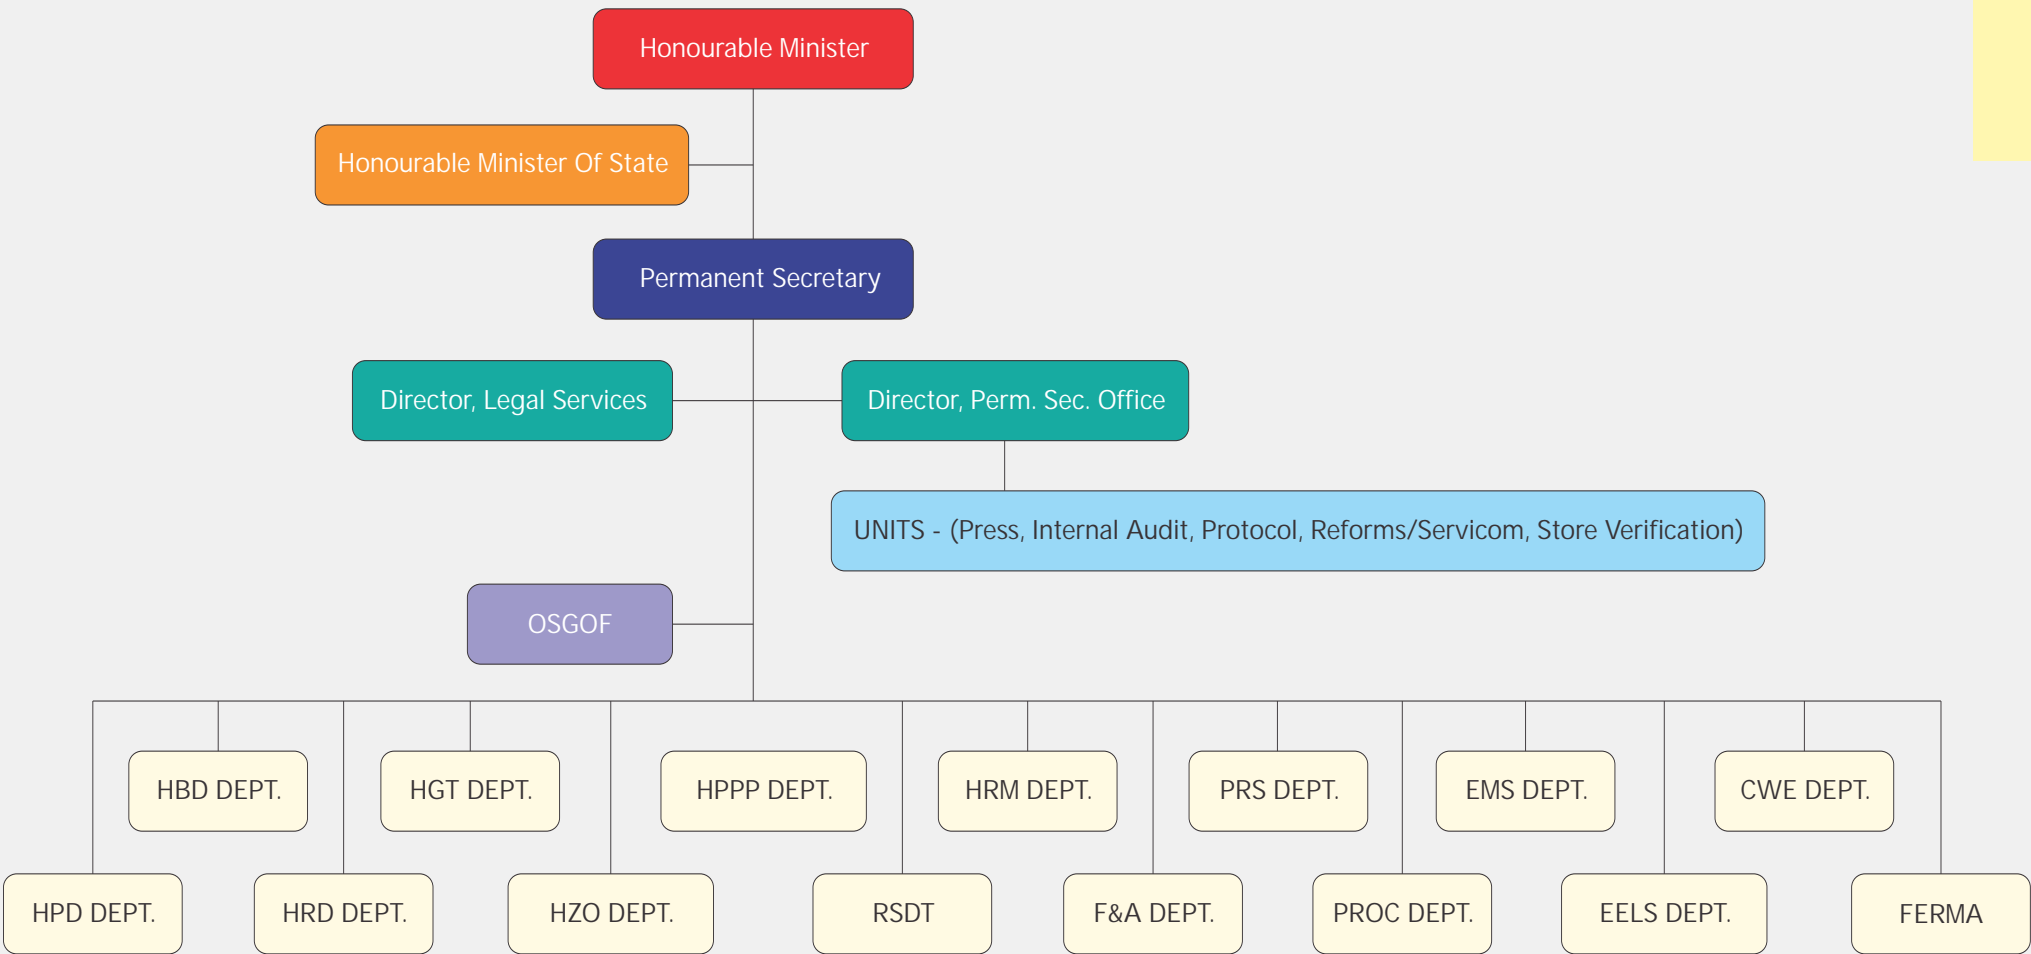 Honourable Minister
Honourable Minister Of State
Permanent Secretary
Director, Legal Services
Director, Perm. Sec. Office
UNITS - (Press, Internal Audit, Protocol, Reforms/Servicom, Store Verification)
OSGOF
HBD DEPT.
HGT DEPT.
HPPP DEPT.
HRM DEPT.
PRS DEPT.
EMS DEPT.
CWE DEPT.
HPD DEPT.
HRD DEPT.
HZO DEPT.
RSDT
F&A DEPT.
PROC DEPT.
EELS DEPT.
FERMA